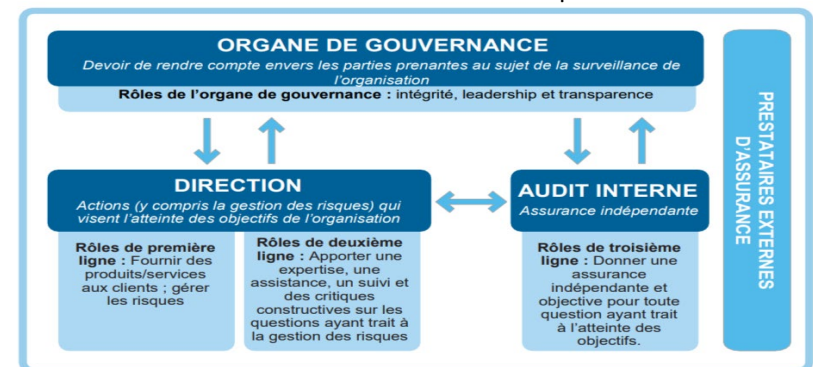 ORGANE DE GOUVERNANCE
Devoir de rendre compte envers les parties prenantes au sujet de la surveillance de
l'organisation
Rôles de l'organe de gouvernance : intégrité, leadership et transparence
DIRECTION
Actions (y compris la gestion des risques) qui
visent l'atteinte des objectifs de l'organisation
Rôles de première
ligne : Fournir des
produits/services
aux clients ; gérer
les risques
Rôles de deuxième
ligne : Apporter une
expertise, une
assistance, un suivi et
des critiques
constructives sur les
questions ayant trait à
la gestion des risques
AUDIT INTERNE
Assurance indépendante
Rôles de troisième
ligne : Donner une
assurance
indépendante et
objective pour toute
question ayant trait
à l'atteinte des
objectifs.
PRESTATAIRES EXTERNES
D'ASSURANCE